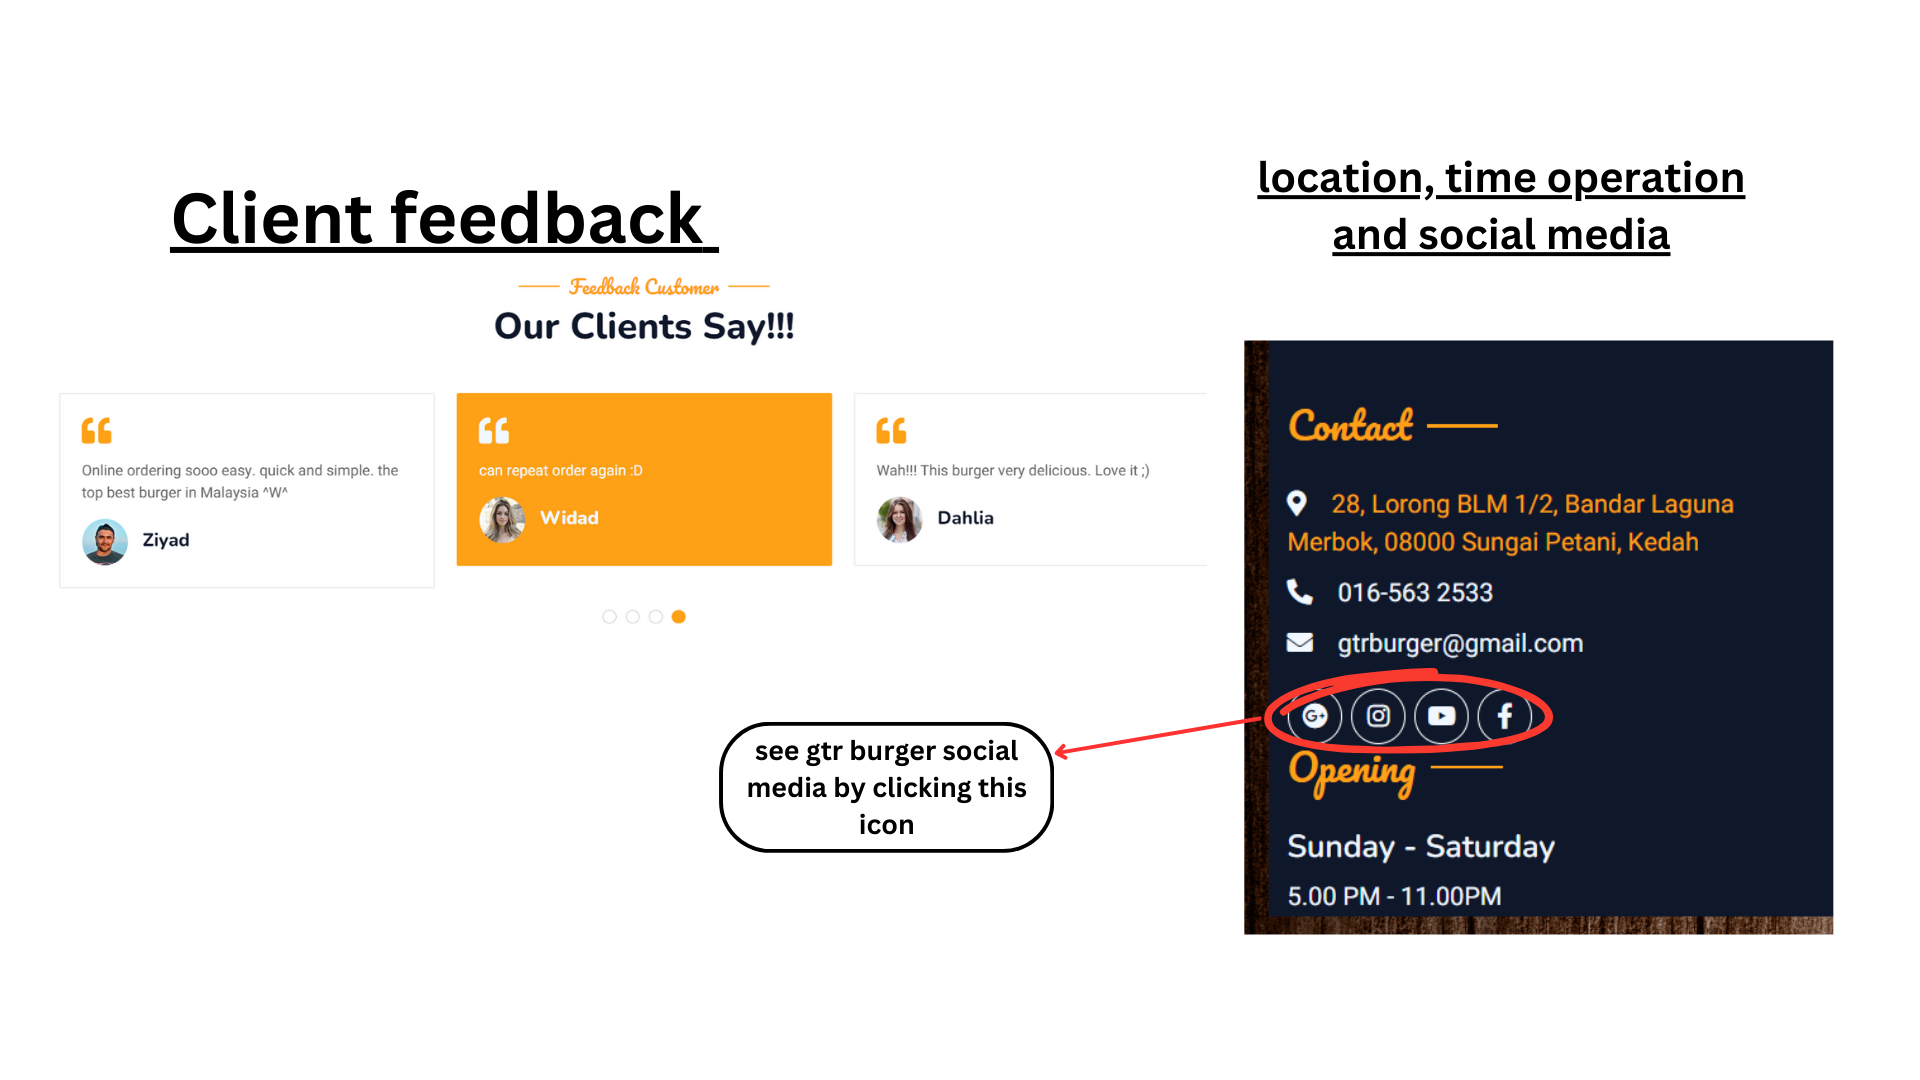 Client feedback
Feedback Customer
Our Clients Say!!!
Online ordering sooo easy. quick and simple. the
top best burger in Malaysia ^W^
Ziyad
can repeat order again :D
Widad
Wah!!! This burger very delicious. Love it ;)
Dahlia
see gtr burger social
media by clicking this
icon
location, time operation
and social media
Contact
28, Lorong BLM 1/2, Bandar Laguna
Merbok, 08000 Sungai Petani, Kedah
016-563 2533
gtrburger@gmail.com
Opening
Sunday - Saturday
5.00 PM - 11.00PM